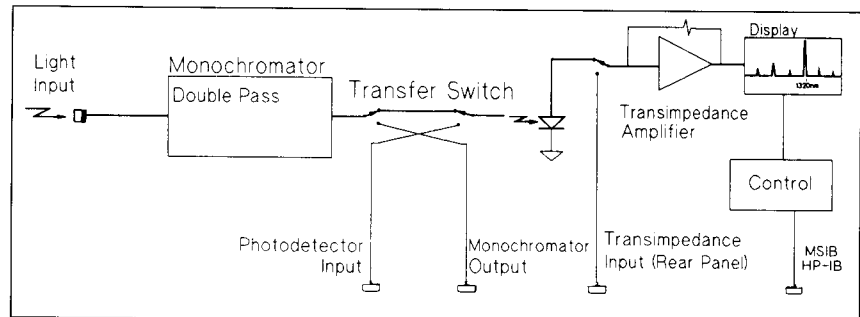 Light
Input
Monochromator
Double Pass
Transfer Switch
Transimpedance
Amplifier
Display
1320nm
Control
Photodetector
Input
Monochromator
Output
Transimpedance
Input (Rear Panel)
MSIB
HP-IB